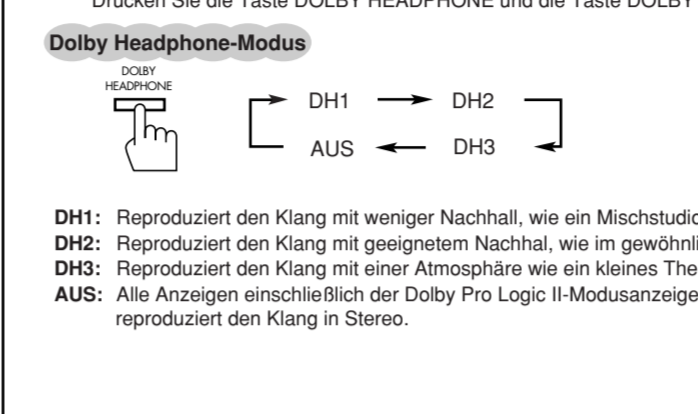 Drücken Sie die Taste DOLBY HEADPHONE und die Taste DOLBY
Dolby Headphone-Modus
DOLBY
HEADPHONE
DH1 DH2
AUS DH3
DH1: Reproduziert den Klang mit weniger Nachhall, wie ein Mischstudio
DH2: Reproduziert den Klang mit geeignetem Nachhal, wie im
DH3: Reproduziert den Klang mit einer Atmosphäre wie ein kleines
AUS: Alle Anzeigen einschließlich der Dolby Pro Logic II-Modusanzeige
reproduziert den Klang in Stereo.